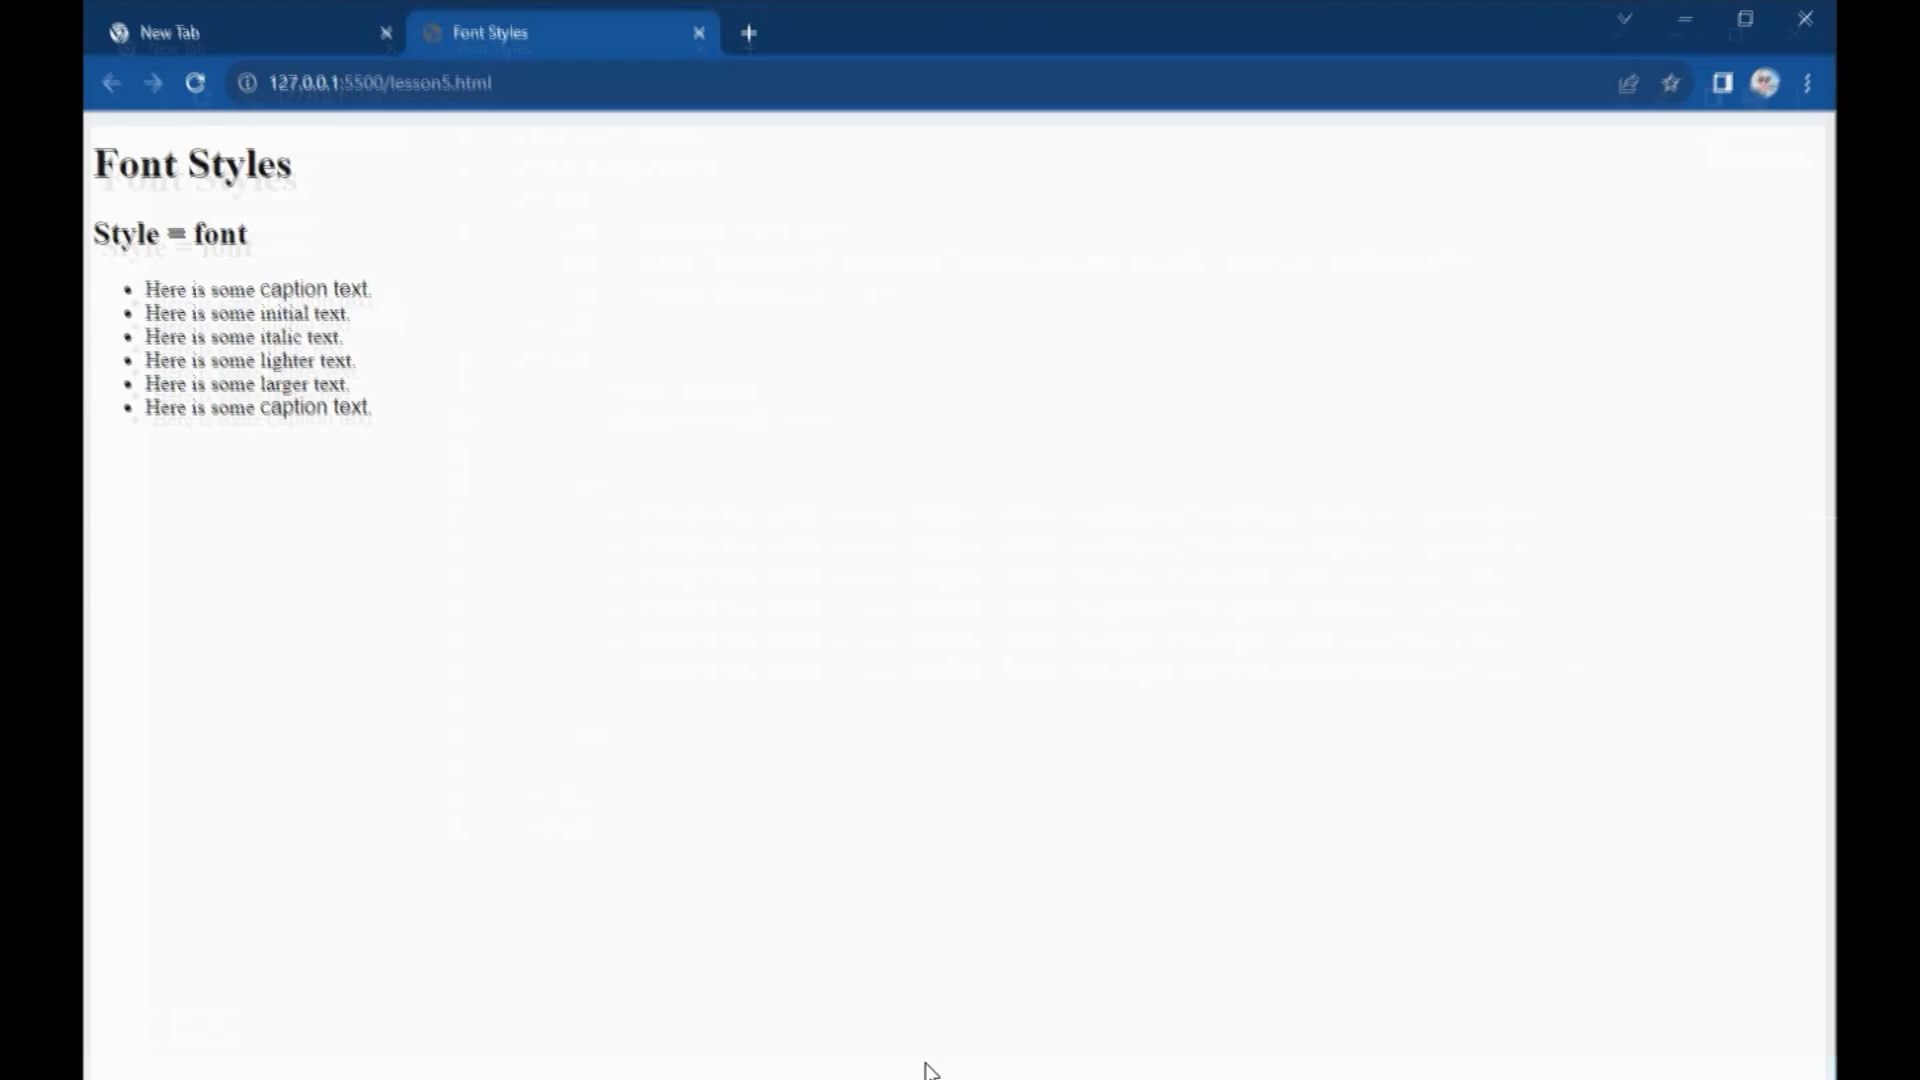 New Tab
Font Styles
127.0.0.1:5500/lesson5.html
Font Styles
Style = font
Here is some caption text.
Here is some initial text.
Here is some italic text.
Here is some lighter text.
Here is some larger text.
Here is some caption text.